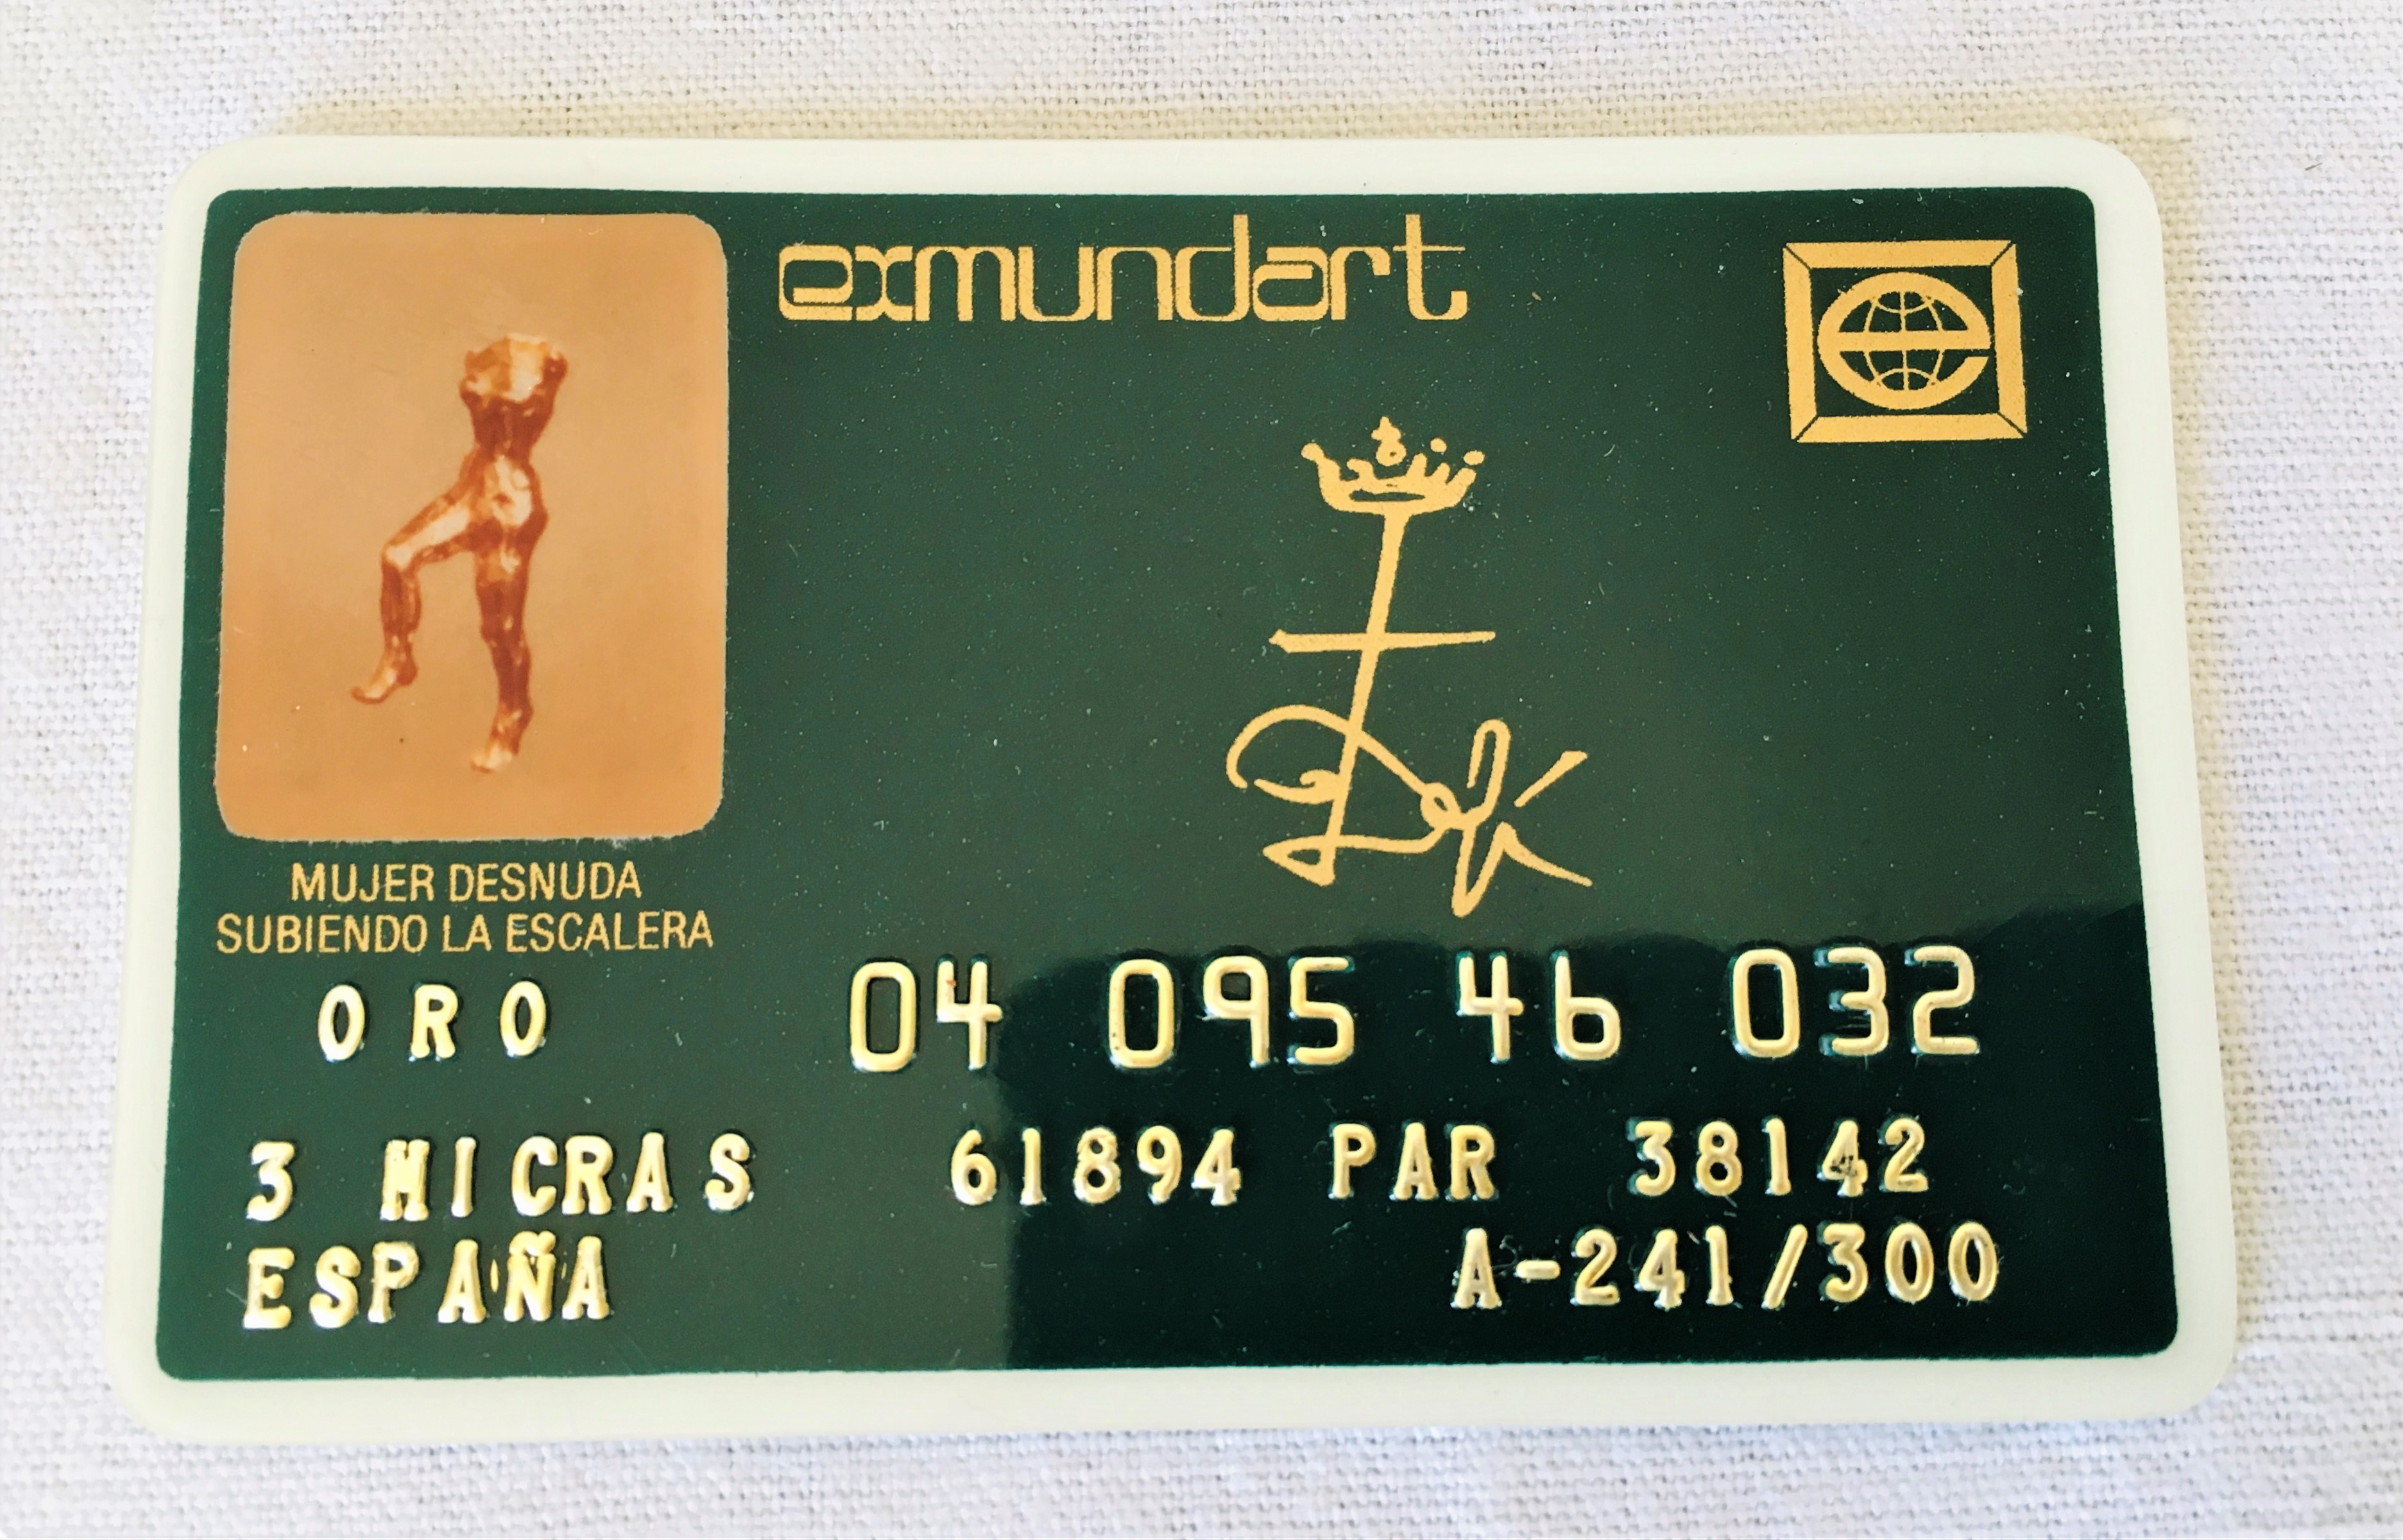 exmundart
e
Dalí
MUJER DESNUDA
SUBIENDO LA ESCALERA
ORO
04 095 46 032
3 MICRAS 61894 PAR 38142
ESPAÑA A-241/300